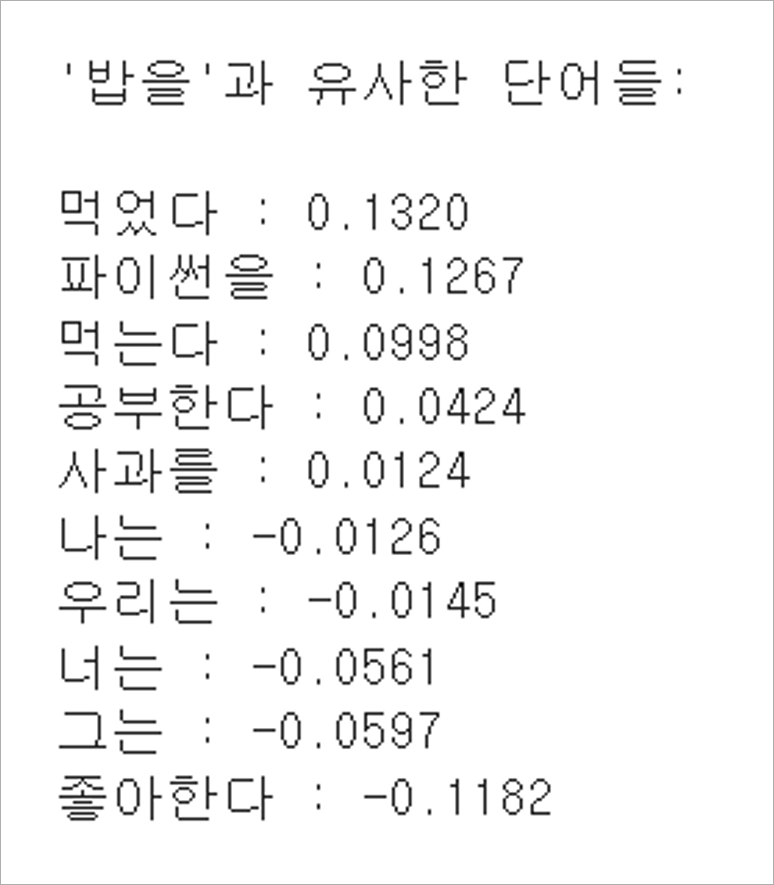 '밥을'과 유사한 단어들:
먹었다 : 0.1320
파이썬을 : 0.1267
먹는다 : 0.0998
공부한다 : 0.0424
사과를 : 0.0124
나는 : -0.0126
우리는 : -0.0145
너는 : -0.0561
그는 : -0.0597
좋아한다 : -0.1182